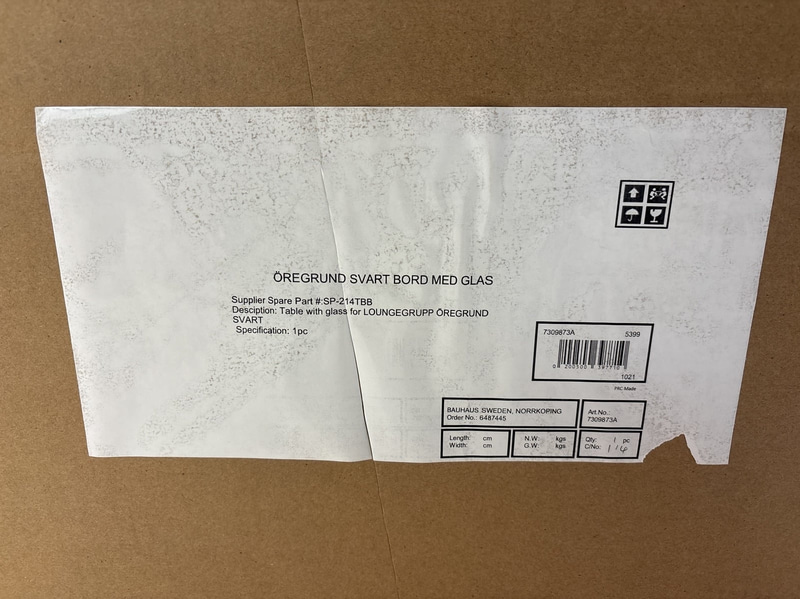 ÖREGRUND SVART BORD MED GLAS
Supplier Spare Part #:SP-214TBB
Desciption: Table with glass for LOUNGEGRUPP ÖREGRUND
SVART
Specification: 1pc
7309873A 5399
1021
PRC Made
BAUHAUS SWEDEN, NORRKOPING
Order No.: 6487445
Art.No.:
7309873A
Length: cm
Width: cm
N.W: kgs
G.W: kgs
Qty: 1 pc
C/No: